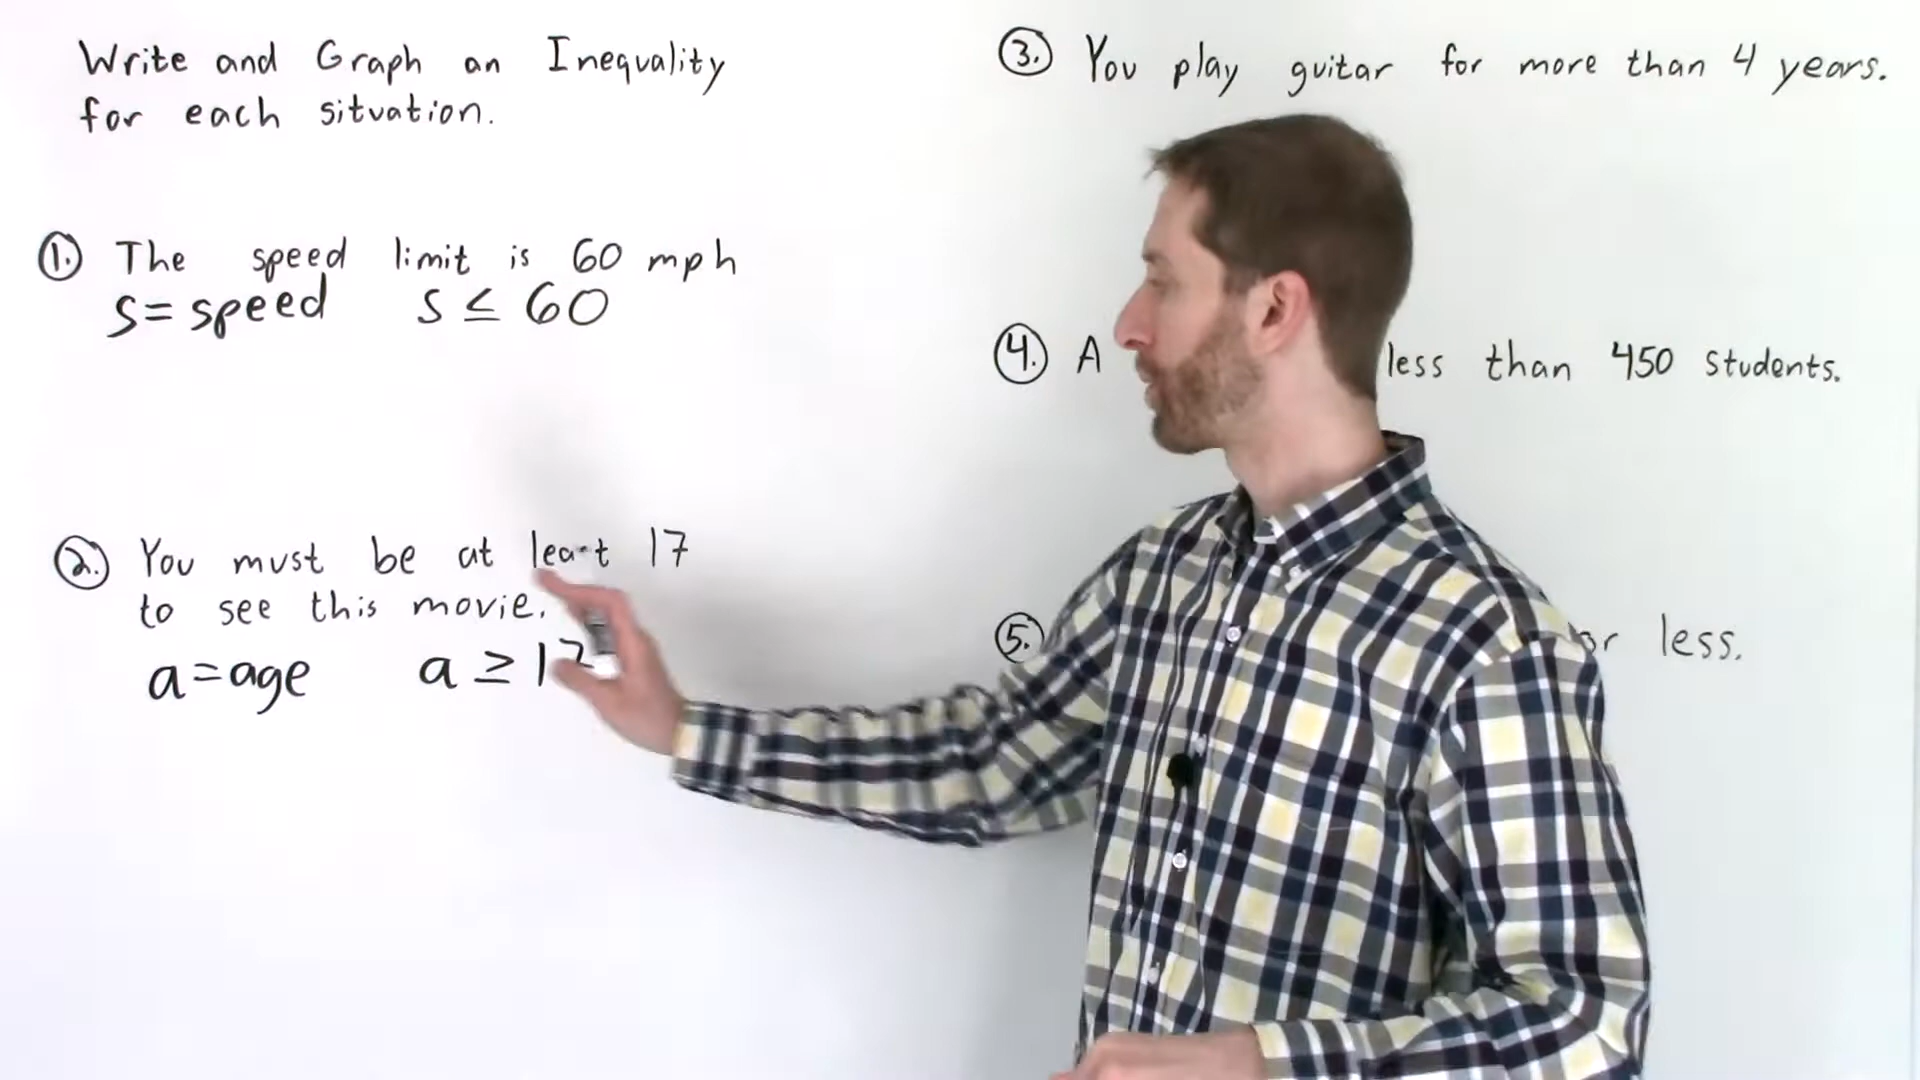 Write and Graph an Inequality
for each situation.
1. The speed limit is 60 mph
s=speed s ≤ 60
2. You must be at least 17
to see this movie.
a=age a ≥ 17
3. You play guitar for more than 4 years.
4. A less than 450 students.
5. or less.